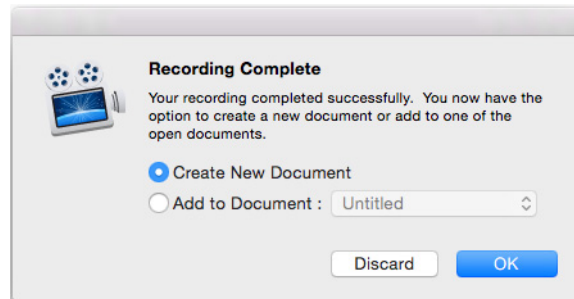 Recording Complete
Your recording completed successfully.  You now have the
option to create a new document or add to one of the
open documents.
Create New Document
Add to Document : Untitled
Discard OK